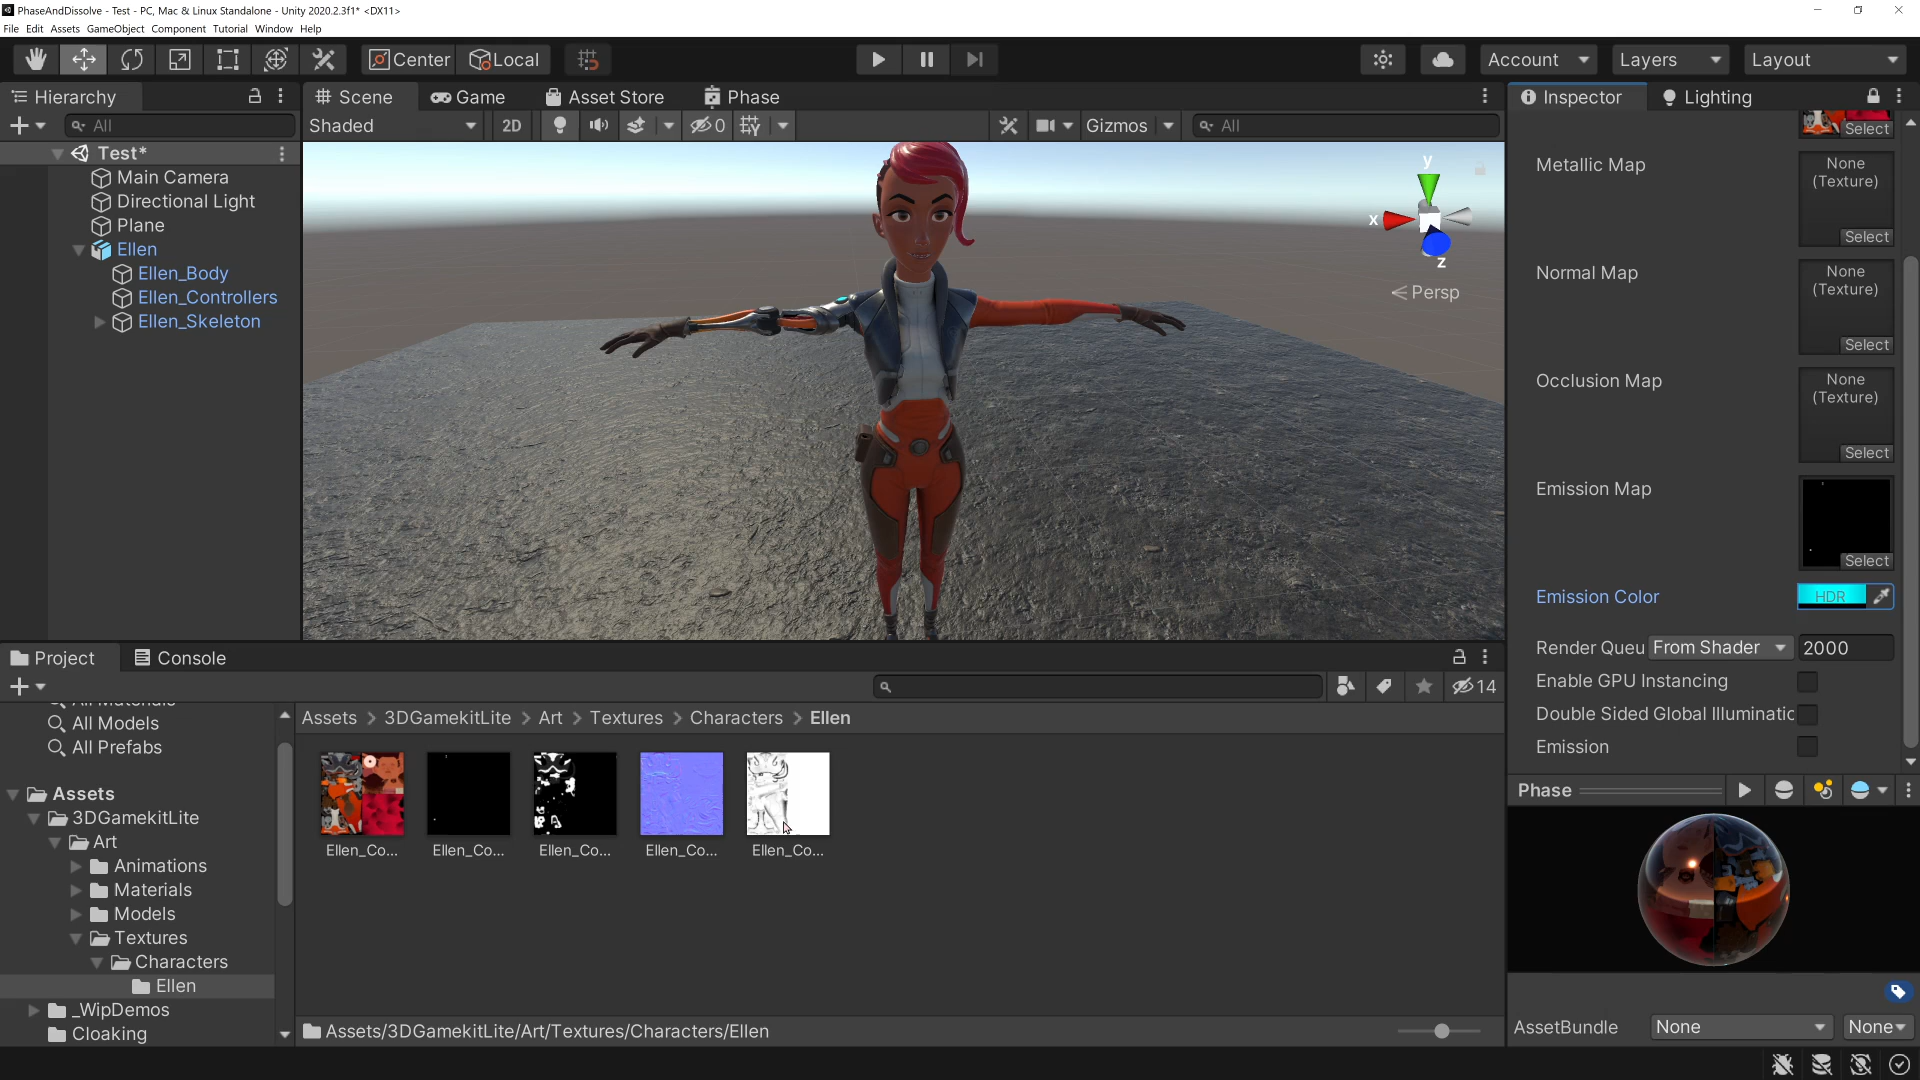 PhaseAndDissolve - Test - PC, Mac & Linux Standalone - Unity 2020.2.3f1* <DX11>
File Edit Assets GameObject Component Tutorial Window Help
Center Local Account Layers Layout
Hierarchy Scene Game Asset Store Phase Inspector Lighting
All Shaded 2D 0 Gizmos All
Select
Test*
Main Camera
Directional Light
Plane
Ellen
Ellen_Body
Ellen_Controllers
Ellen_Skeleton
y
x
z
Persp
Metallic Map None
(Texture)
Select
Normal Map None
(Texture)
Select
Occlusion Map None
(Texture)
Select
Emission Map
Select
Emission Color HDR
Render Queu From Shader 2000
Enable GPU Instancing
Double Sided Global Illuminatic
Emission
Project Console
14
All Materials
All Models
All Prefabs
Assets
3DGamekitLite
Art
Animations
Materials
Models
Textures
Characters
Ellen
_WipDemos
Cloaking
Assets > 3DGamekitLite > Art > Textures > Characters > Ellen
Ellen_Co... Ellen_Co... Ellen_Co... Ellen_Co... Ellen_Co...
Assets/3DGamekitLite/Art/Textures/Characters/Ellen
Phase
AssetBundle None None